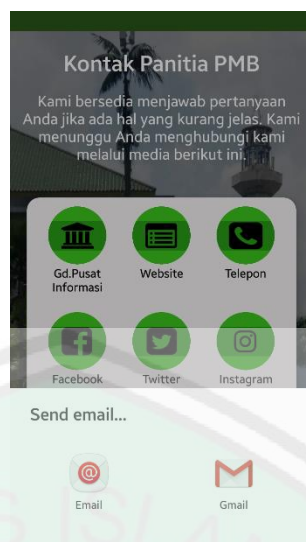 Kontak Panitia PMB
Kami bersedia menjawab pertanyaan
Anda jika ada hal yang kurang jelas. Kami
menunggu Anda menghubungi kami
melalui media berikut ini.
Gd.Pusat
Informasi
Website
Telepon
Facebook
Twitter
Instagram
Send email...
Email
Gmail